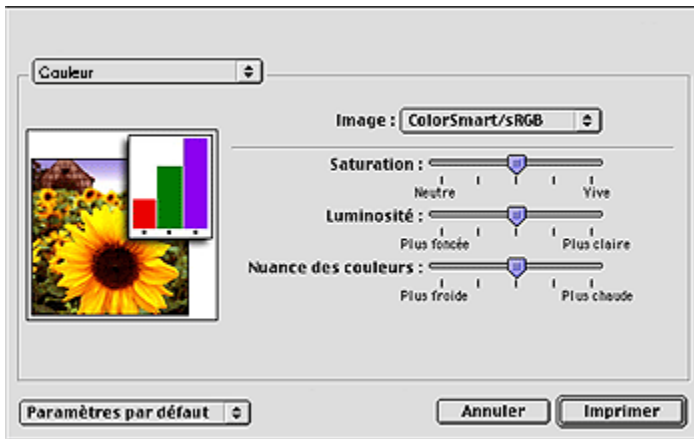 Couleur
Image : ColorSmart/sRGB
Saturation :
Neutre Vive
Luminosité :
Plus foncée Plus claire
Nuance des couleurs :
Plus froide Plus chaude
Paramètres par défaut Annuler Imprimer